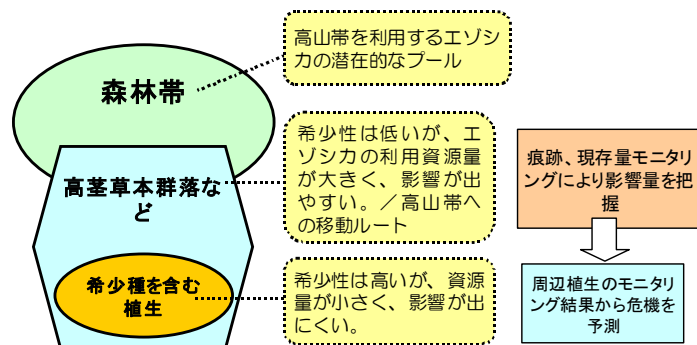 高山帯を利用するエゾシ
カの潜在的なプール
森林帯
希少性は低いが、エ
ゾシカの利用資源量
が大きく、影響が出
やすい。／高山帯へ
の移動ルート
高茎草本群落な
ど
希少種を含む
植生
希少性は高いが、資源
量が小さく、影響が出
にくい。
痕跡、現存量モニタリ
ングにより影響量を把
握
周辺植生のモニタリ
ング結果から危機を
予測